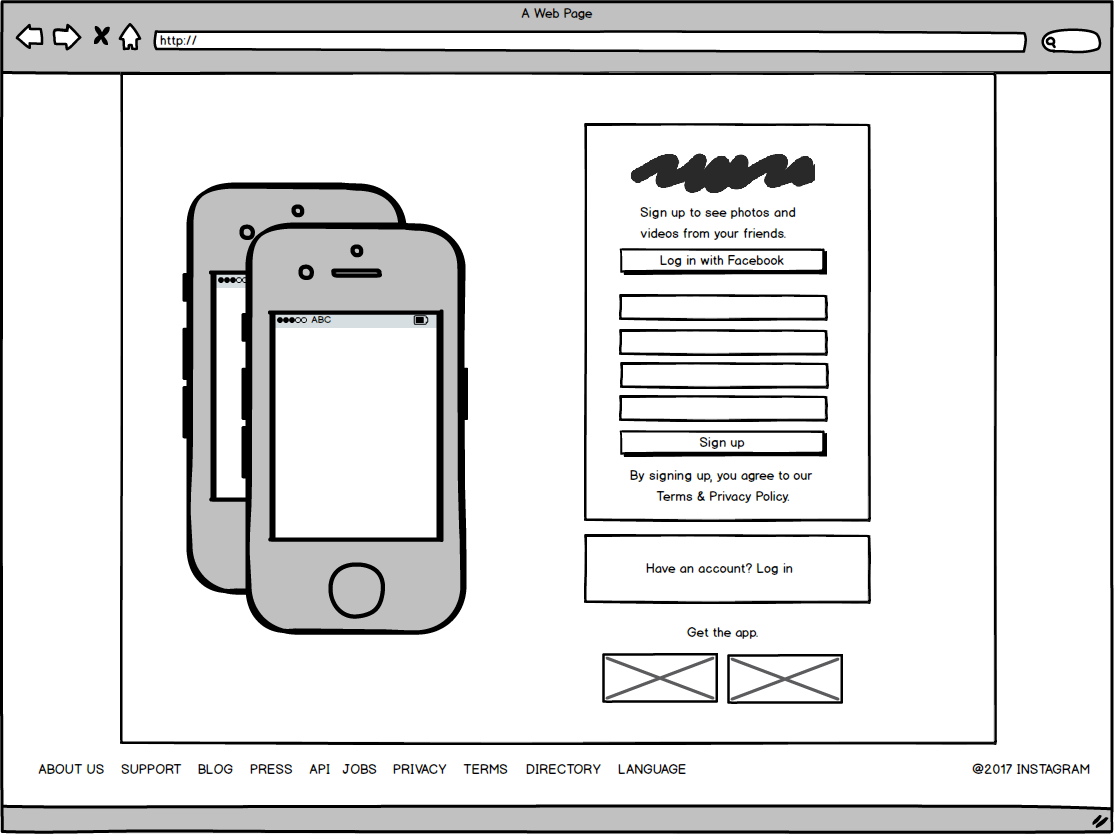 A Web Page
http://
ABC
Sign up to see photos and
videos from your friends.
Log in with Facebook
Sign up
By signing up, you agree to our
Terms & Privacy Policy.
Have an account? Log in
Get the app.
ABOUT US SUPPORT BLOG PRESS API JOBS PRIVACY TERMS DIRECTORY LANGUAGE @2017 INSTAGRAM